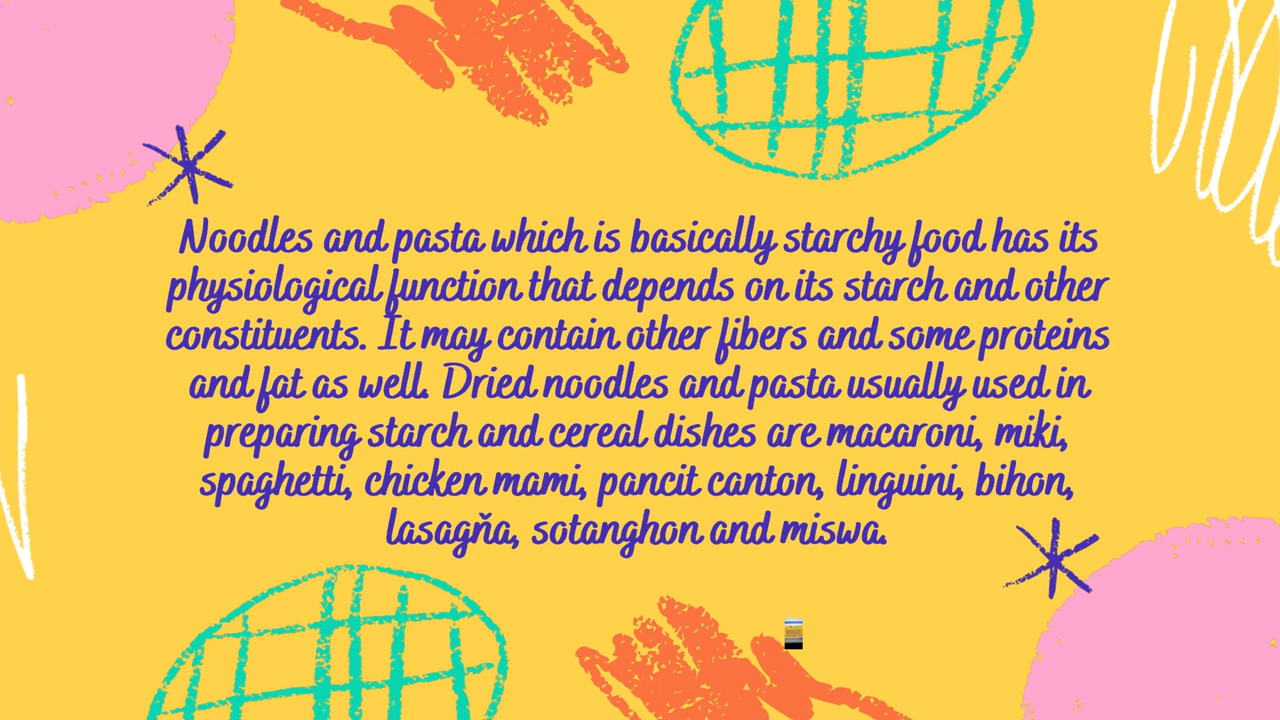 Noodles and pasta which is basically starchy food has its
physiological function that depends on its starch and other
constituents. It may contain other fibers and some proteins
and fat as well. Dried noodles and pasta usually used in
preparing starch and cereal dishes are macaroni, miki,
spaghetti, chicken mami, pancit canton, linguini, bihon,
lasagňa, sotanghon and miswa.